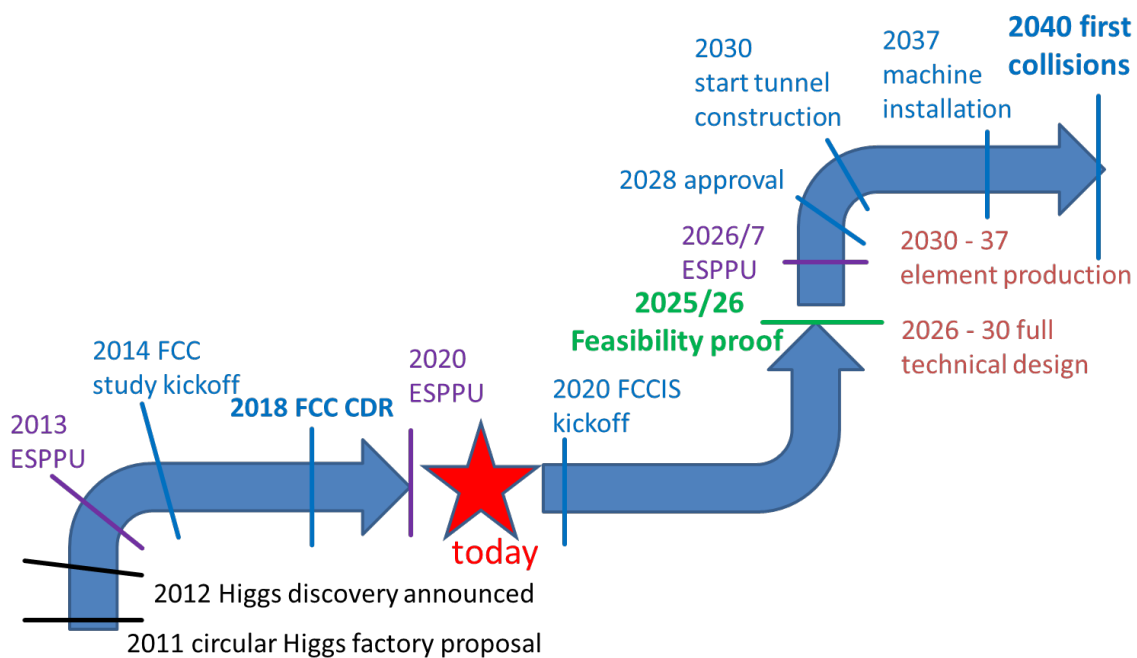 2011 circular Higgs factory proposal
2012 Higgs discovery announced
2013
ESPPU
2014 FCC
study kickoff
2018 FCC CDR
2020
ESPPU
today
2020 FCCIS
kickoff
2025/26
Feasibility proof
2026/7
ESPPU
2028 approval
2030
start tunnel
construction
2037
machine
installation
2040 first
collisions
2030 - 37
element production
2026 - 30 full
technical design